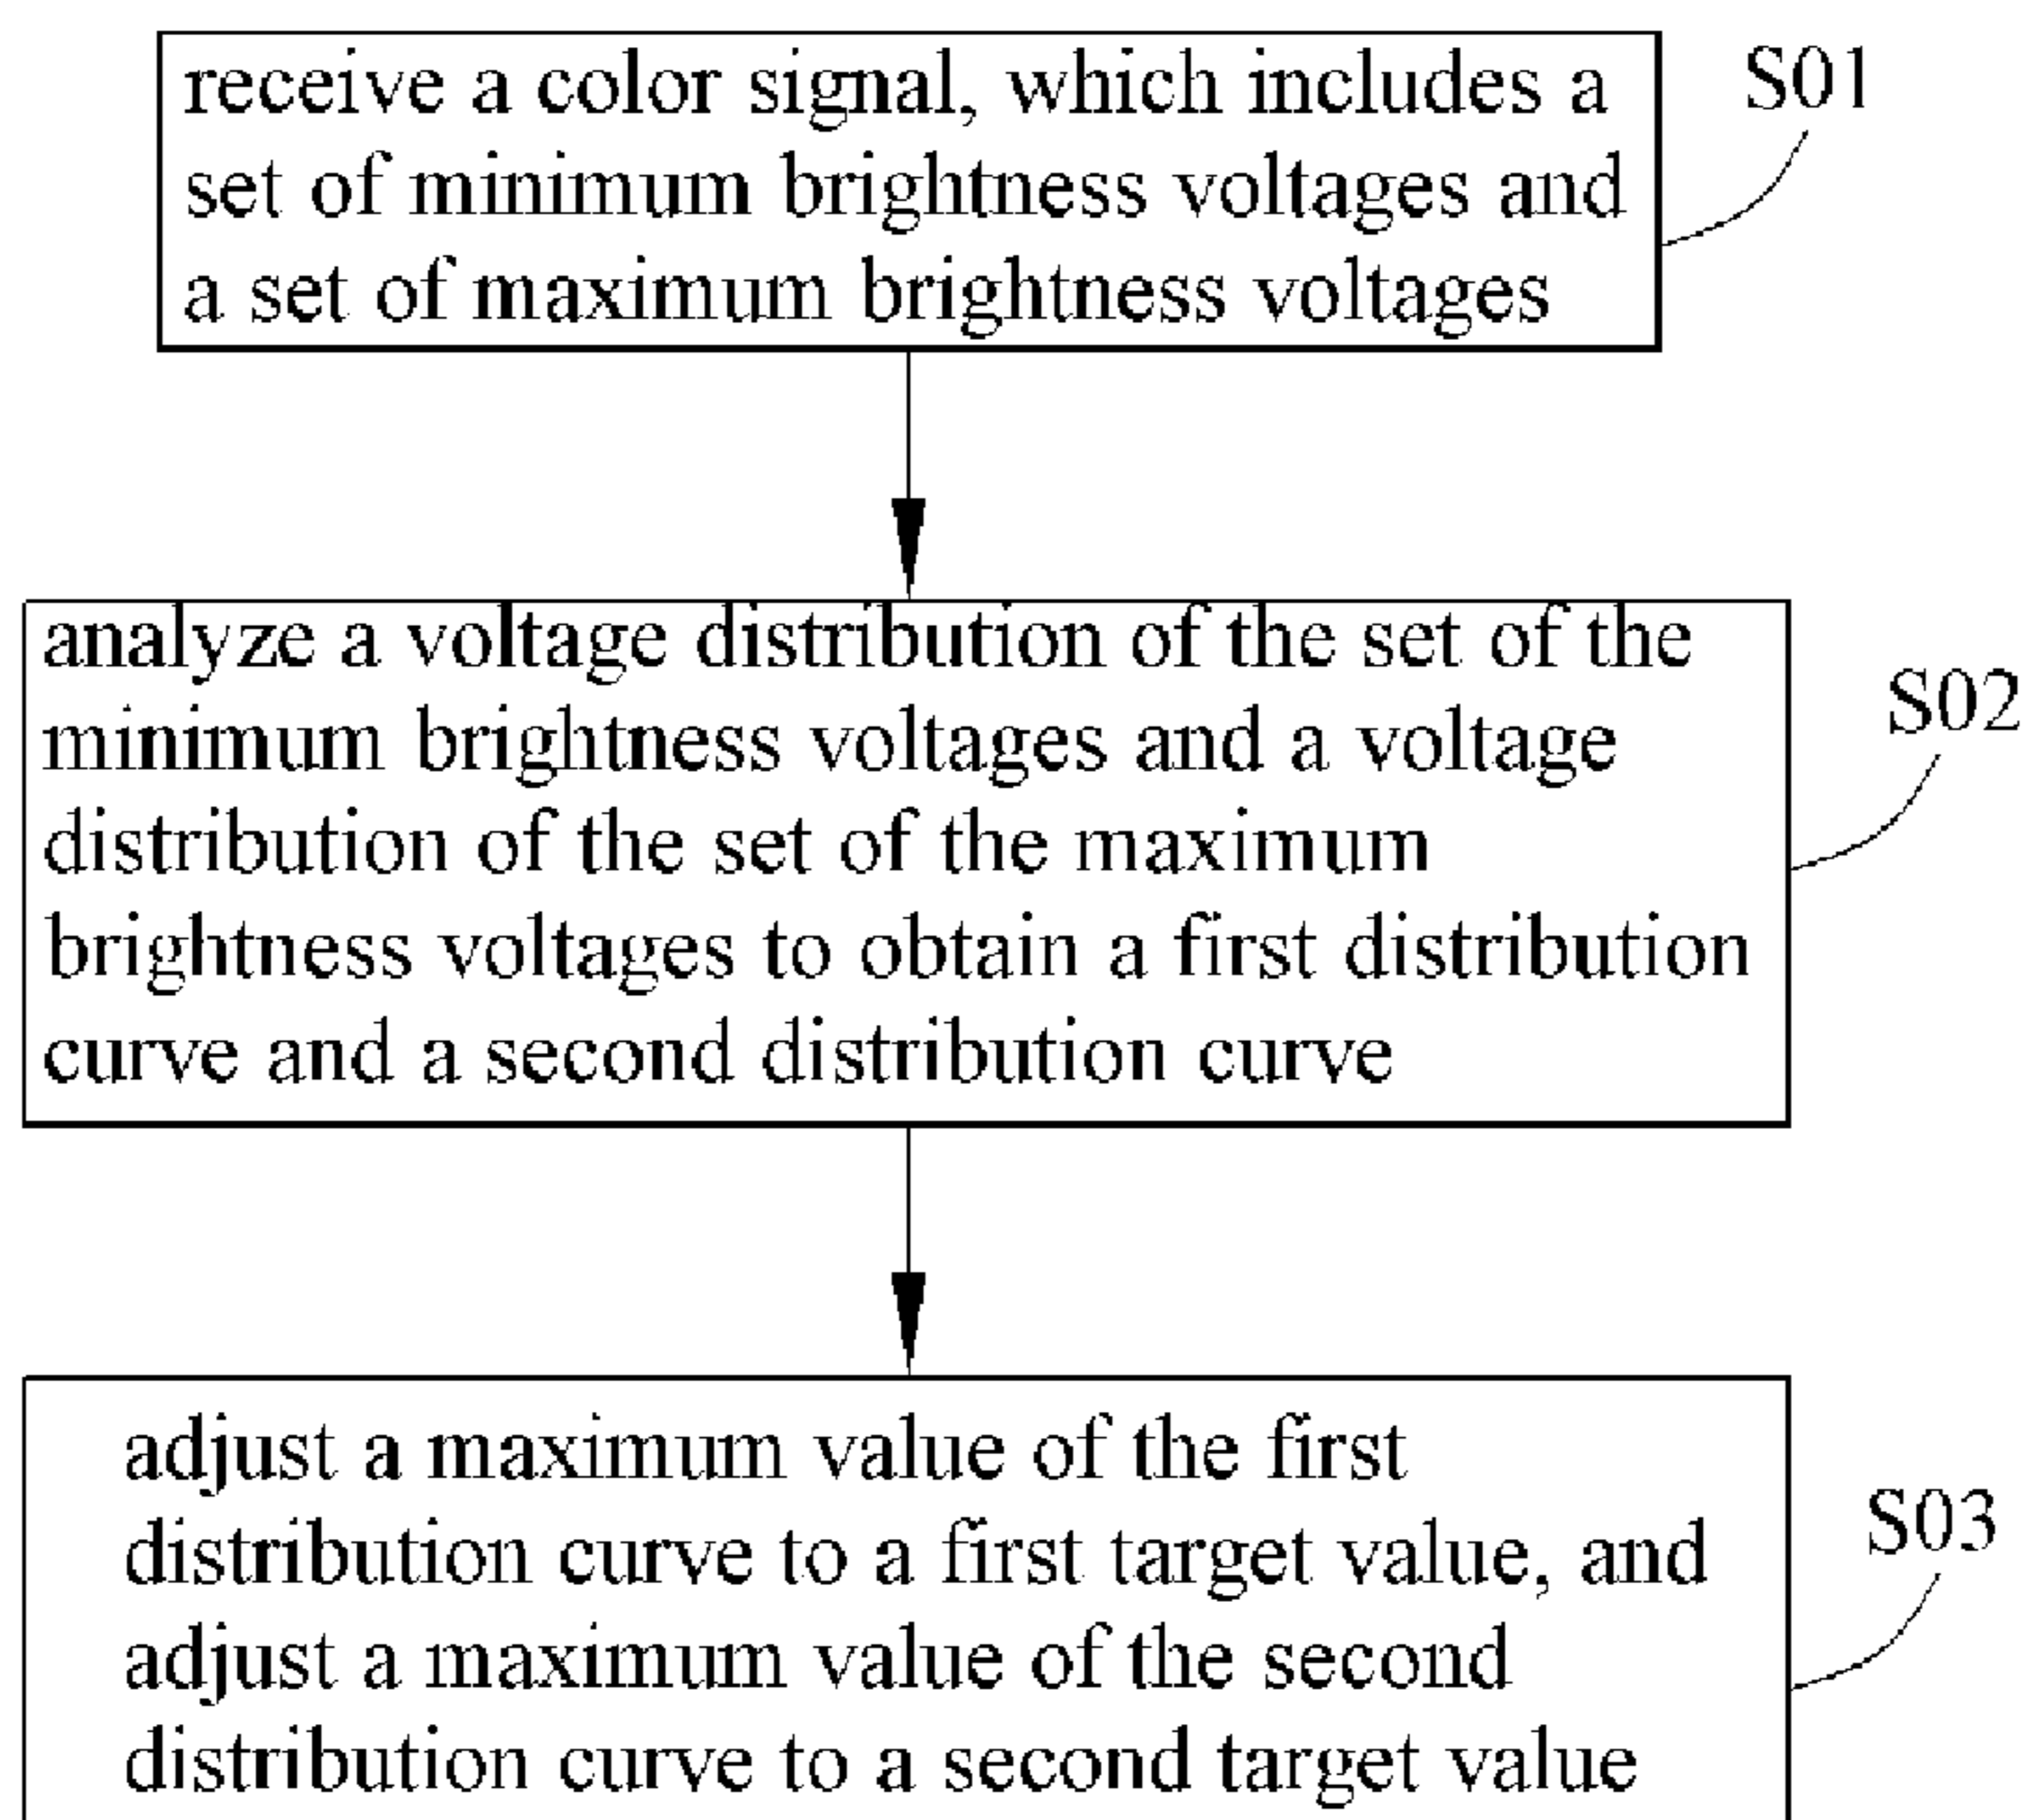 receive a color signal, which includes a
S01
set of minimum brightness voltages and
a set of maximum brightness voltages
analyze a voltage distribution of the set of the
minimum brightness voltages and a voltage
S02
distribution of the set of the maximum
brightness voltages to obtain a first distribution
curve and a second distribution curve
adjust a maximum value of the first
distribution curve to a first target value, and
S03
adjust a maximum value of the second
distribution curve to a second target value